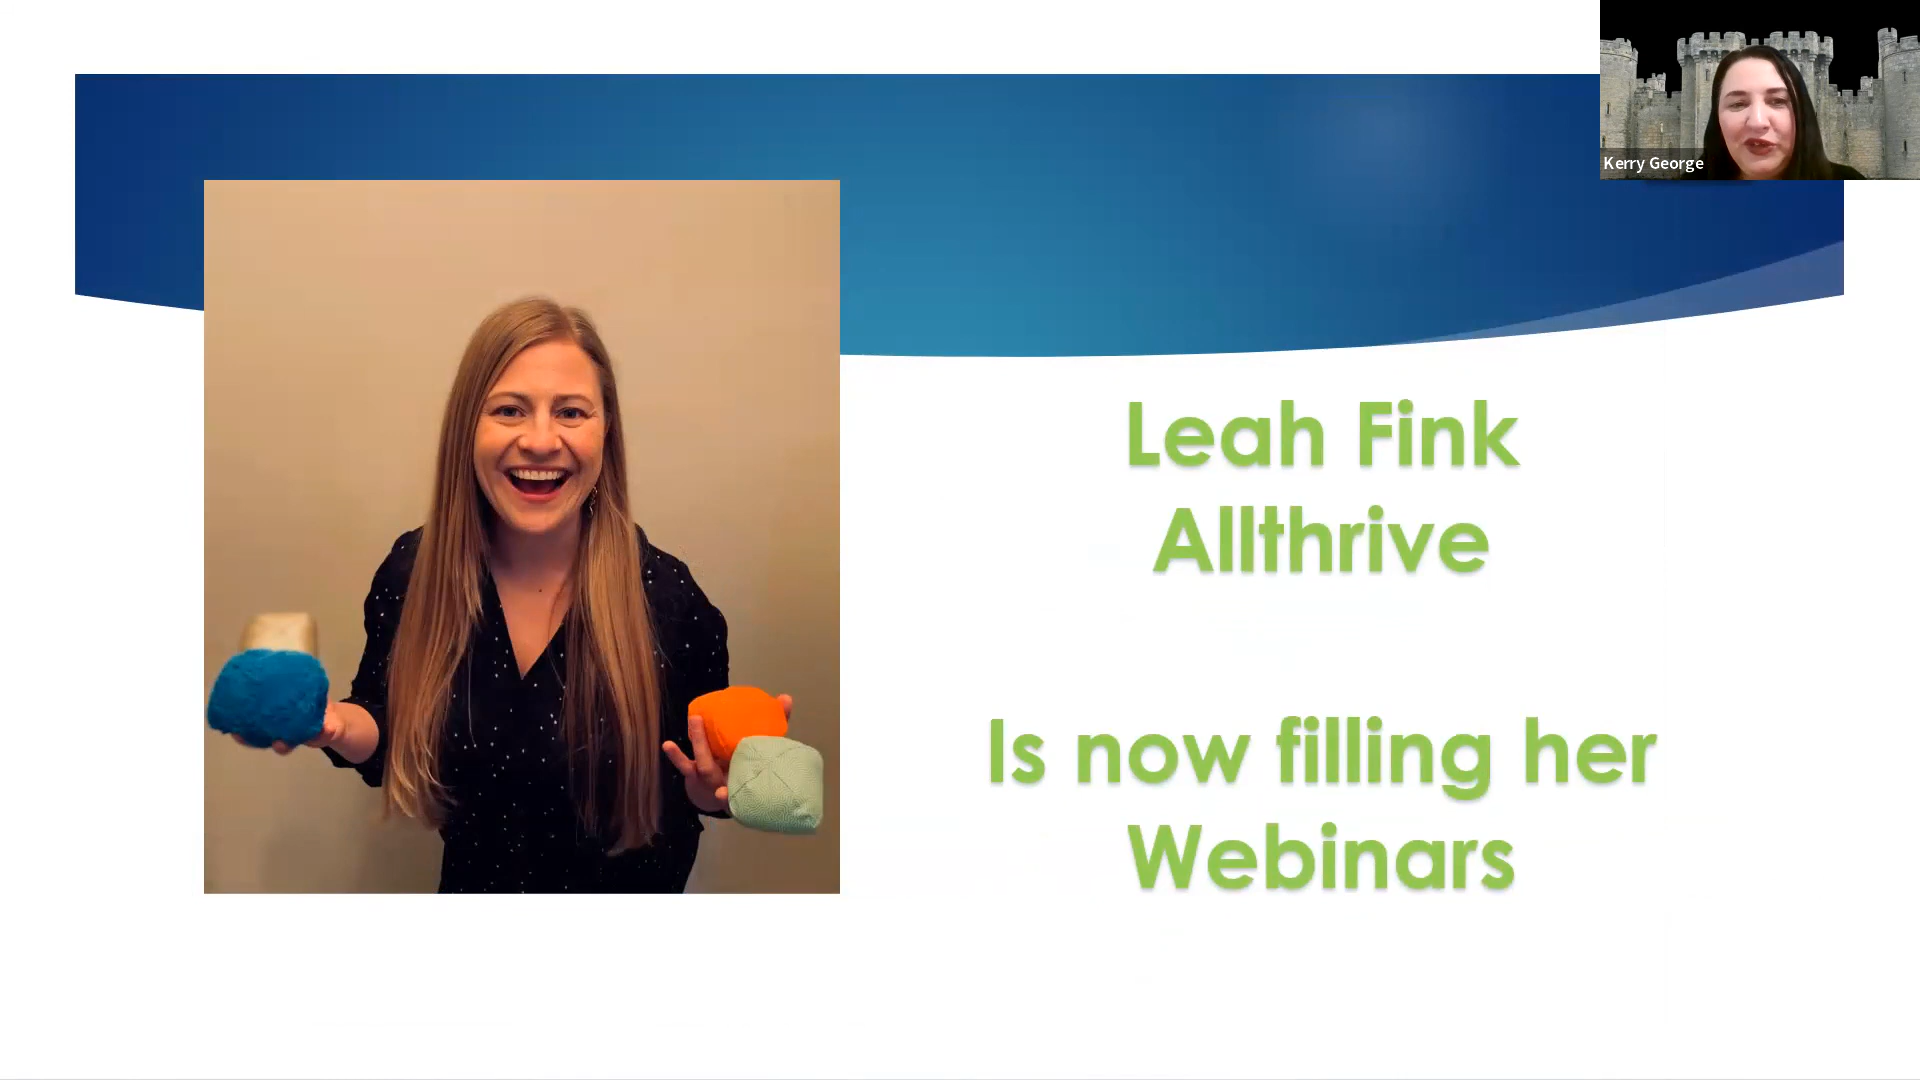 Kerry George
Leah Fink
Allthrive
Is now filling her
Webinars